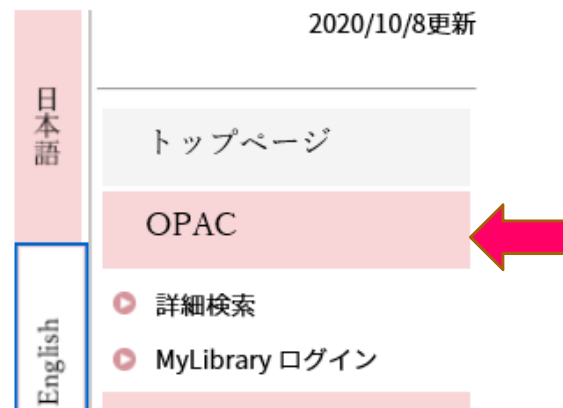 2020/10/8更新
日本語
トップページ
OPAC
詳細検索
MyLibrary ログイン
English